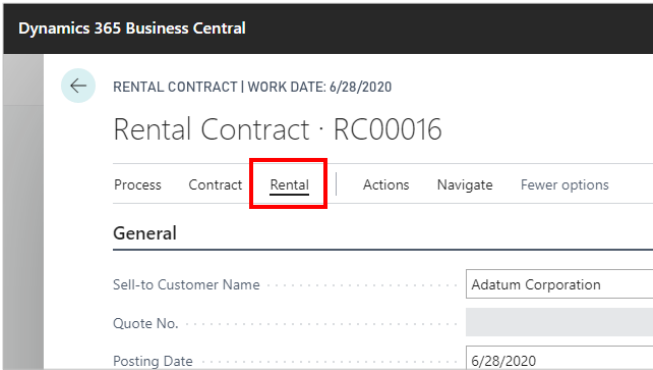 Dynamics 365 Business Central
RENTAL CONTRACT | WORK DATE: 6/28/2020
Rental Contract · RC00016
Process Contract Rental Actions Navigate Fewer options
General
Sell-to Customer Name Adatum Corporation
Quote No.
Posting Date 6/28/2020